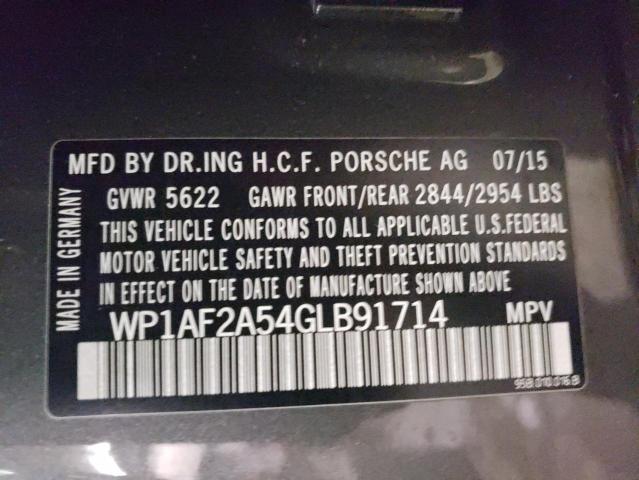 MFD BY DR.ING H.C.F. PORSCHE AG 07/15
GVWR 5622 GAWR FRONT/REAR 2844/2954 LBS
THIS VEHICLE CONFORMS TO ALL APPLICABLE U.S.FEDERAL
MOTOR VEHICLE SAFETY AND THEFT PREVENTION STANDARDS
IN EFFECT ON THE DATE OF MANUFACTURE SHOWN ABOVE
WP1AF2A54GLB91714 MPV
MADE IN GERMANY